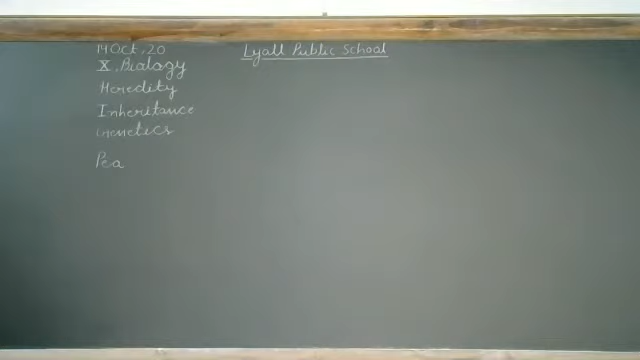 14 Oct, 20
Lyall Public School
X, Biology
Heredity
Inheritance
Genetics
Pea